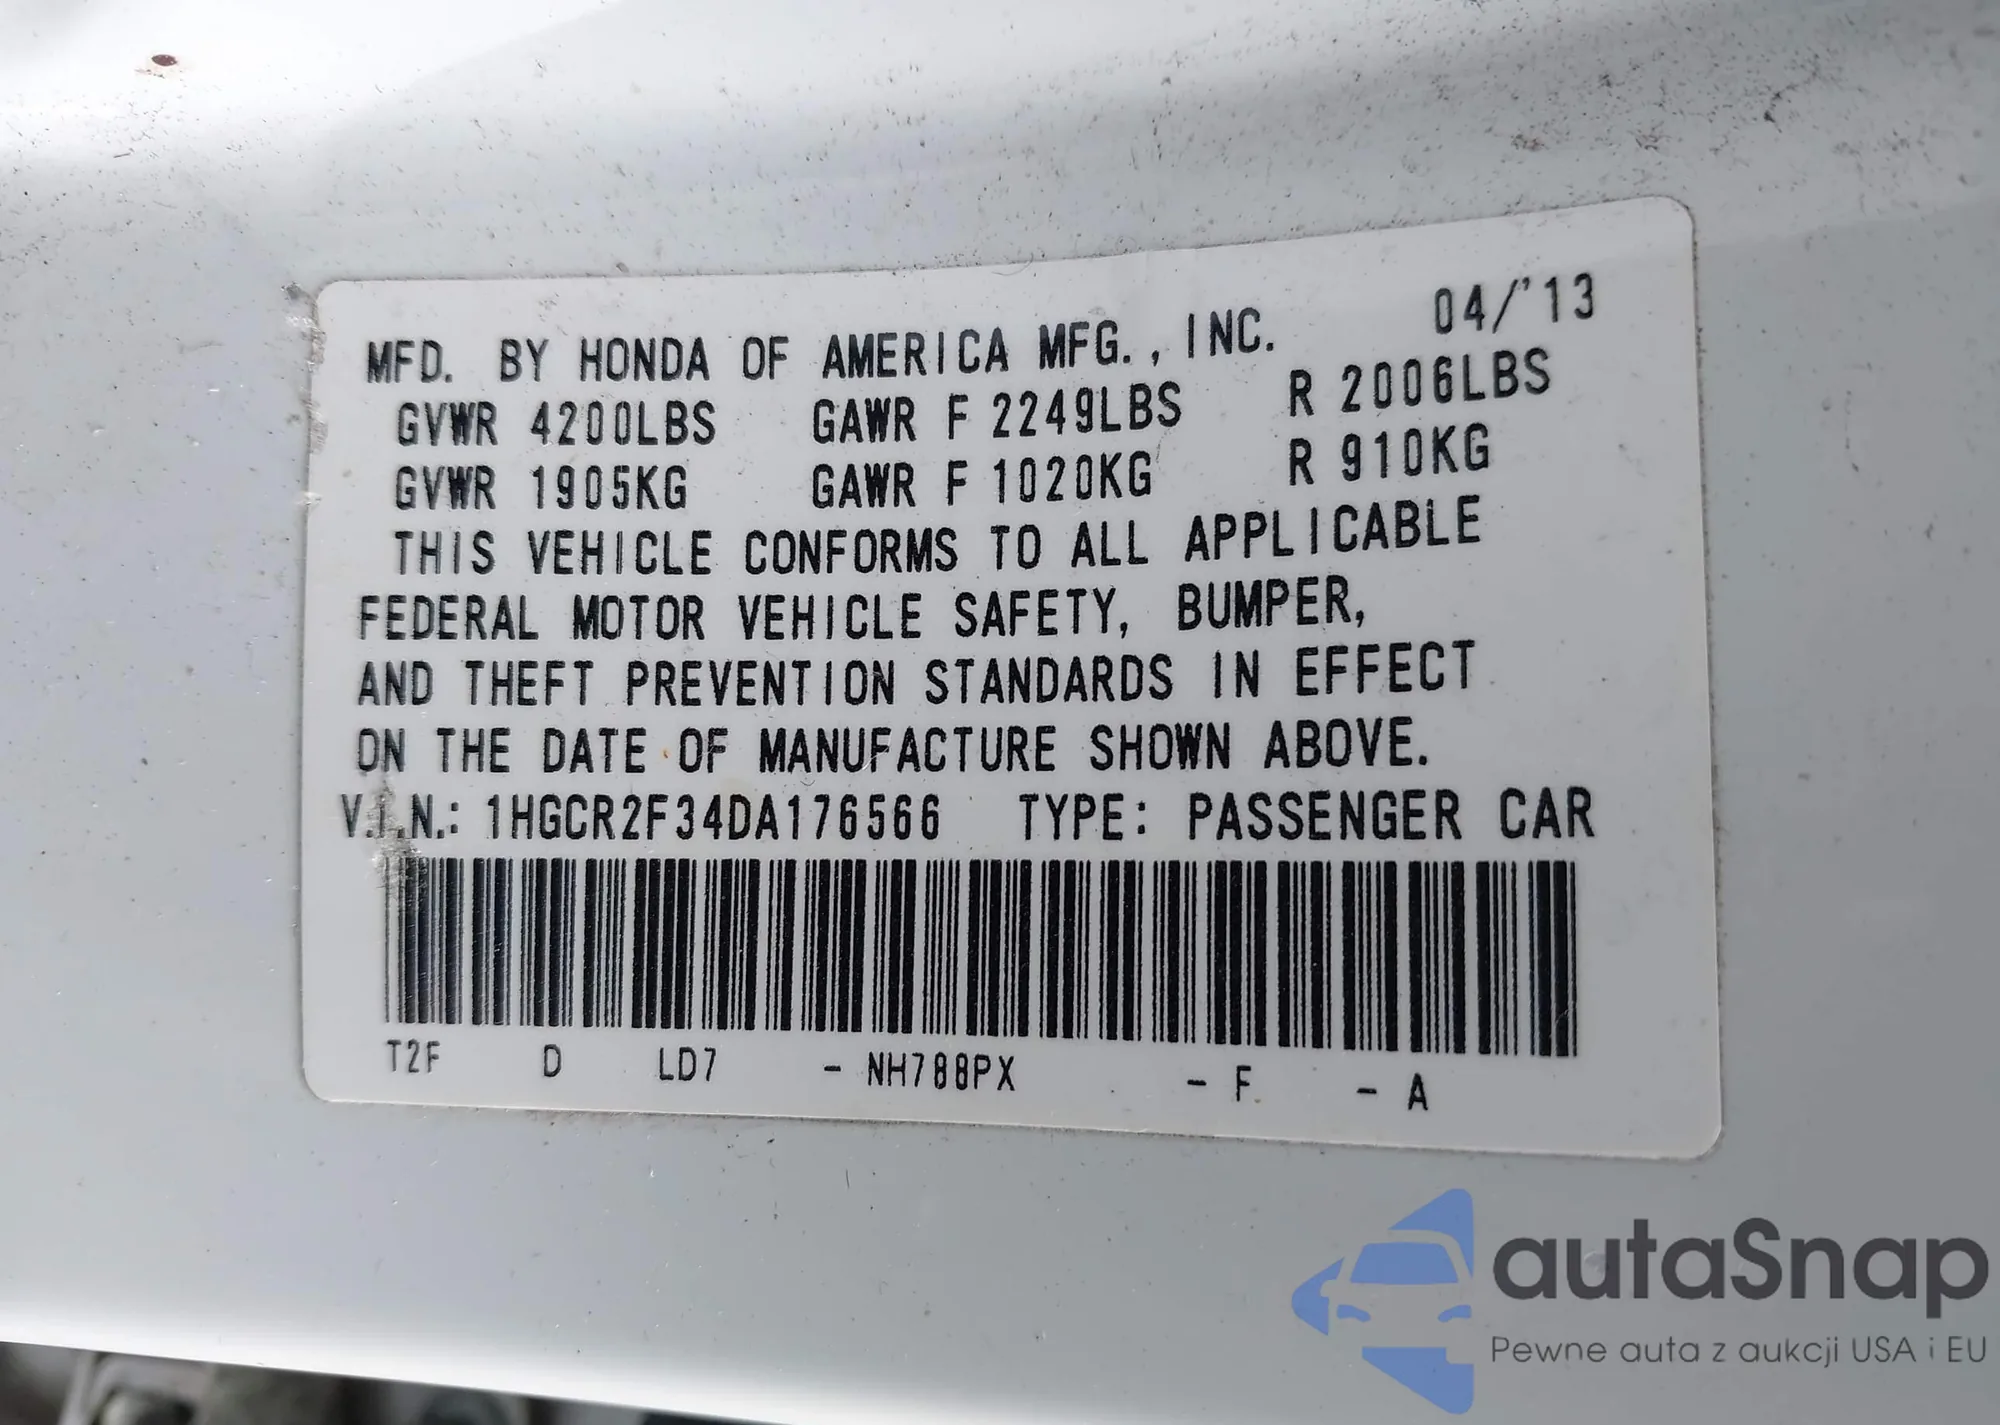 04/'13
MFD. BY HONDA OF AMERICA MFG., INC.
GVWR 4200LBS GAWR F 2249LBS R 2006LBS
GVWR 1905KG GAWR F 1020KG R 910KG
THIS VEHICLE CONFORMS TO ALL APPLICABLE
FEDERAL MOTOR VEHICLE SAFETY, BUMPER,
AND THEFT PREVENTION STANDARDS IN EFFECT
ON THE DATE OF MANUFACTURE SHOWN ABOVE.
V.I.N.: 1HGCR2F34DA176566 TYPE: PASSENGER CAR
T2F D LD7 - NH788PX - F - A
autaSnap
Pewne auta z aukcji USA i EU